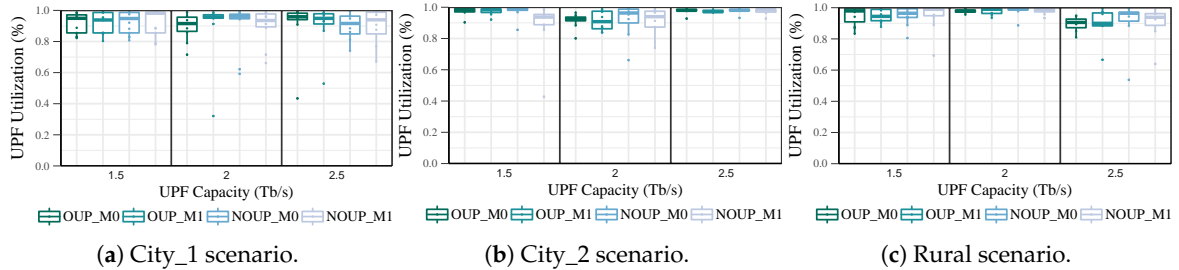 UPF Utilization (%)
1.0
0.8
0.6
0.4
0.2
0.0
1.5 2 2.5
UPF Capacity (Tb/s)
OUP_M0 OUP_M1 NOUP_M0 NOUP_M1
(a) City_1 scenario.
UPF Utilization (%)
1.0
0.8
0.6
0.4
0.2
0.0
1.5 2 2.5
UPF Capacity (Tb/s)
OUP_M0 OUP_M1 NOUP_M0 NOUP_M1
(b) City_2 scenario.
UPF Utilization (%)
1.0
0.8
0.6
0.4
0.2
0.0
1.5 2 2.5
UPF Capacity (Tb/s)
OUP_M0 OUP_M1 NOUP_M0 NOUP_M1
(c) Rural scenario.